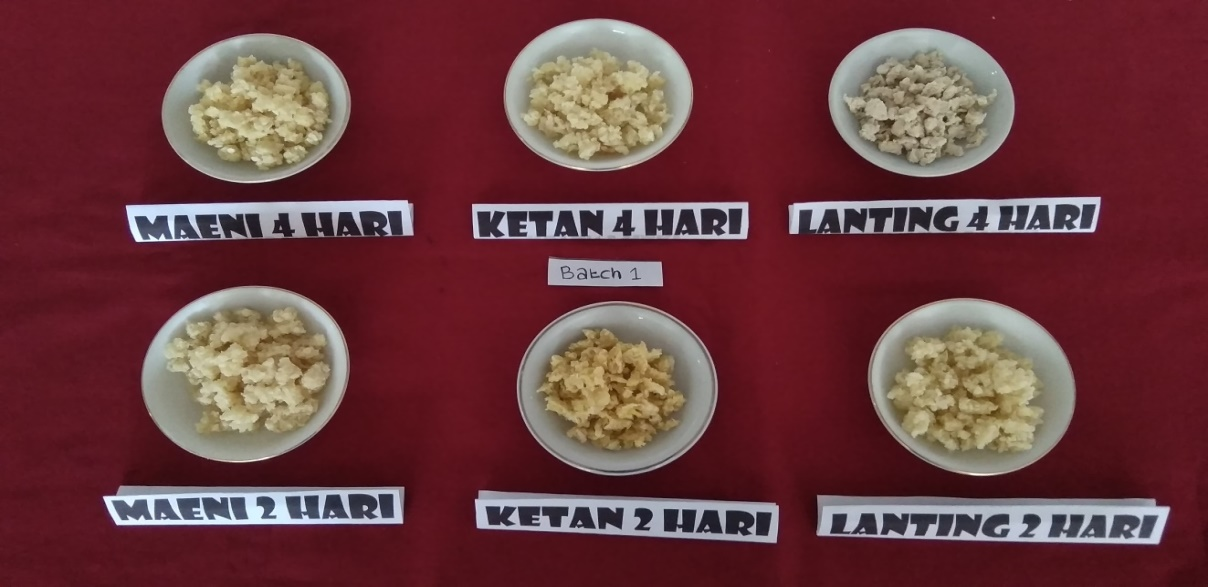 MAENI 4 HARI
KETAN 4 HARI
LANTING 4 HARI
Batch 1
MAENI 2 HARI
KETAN 2 HARI
LANTING 2 HARI